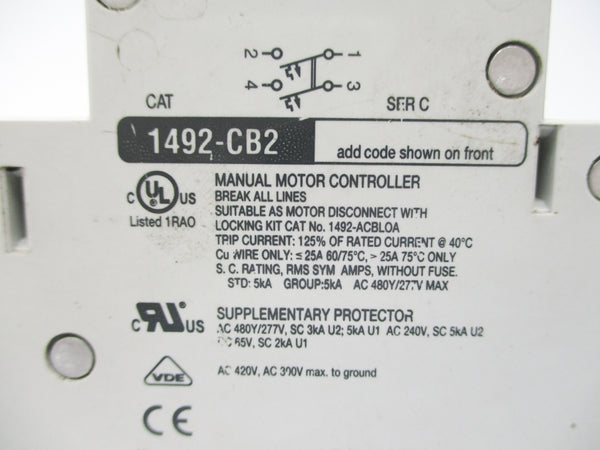 2 1
4 3
CAT SER C
1492-CB2 add code shown on front
MANUAL MOTOR CONTROLLER
BREAK ALL LINES
SUITABLE AS MOTOR DISCONNECT WITH
LOCKING KIT CAT No. 1492-ACBLOA
TRIP CURRENT: 125% OF RATED CURRENT @ 40°C
Cu WIRE ONLY: ≤ 25A 60/75°C, > 25A 75°C ONLY
S. C. RATING, RMS SYM AMPS, WITHOUT FUSE.
STD: 5kA GROUP:5kA AC 480Y/277V MAX
C UL US
Listed 1RAO
SUPPLEMENTARY PROTECTOR
AC 480Y/277V, SC 3kA U2; 5kA U1 AC 240V, SC 5kA U2
DC 65V, SC 2kA U1
C RU US
VDE
AC 420V, AC 300V max. to ground
CE